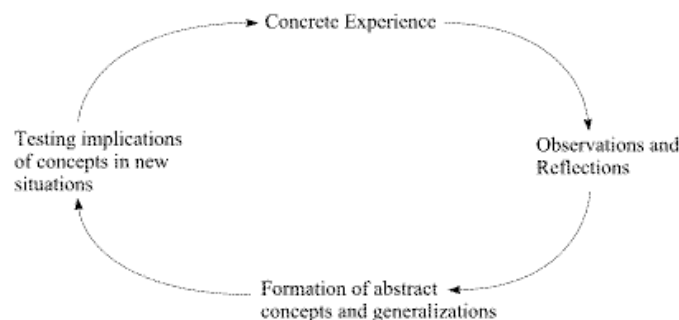 Concrete Experience
Testing implications
of concepts in new
situations
Observations and
Reflections
Formation of abstract
concepts and generalizations